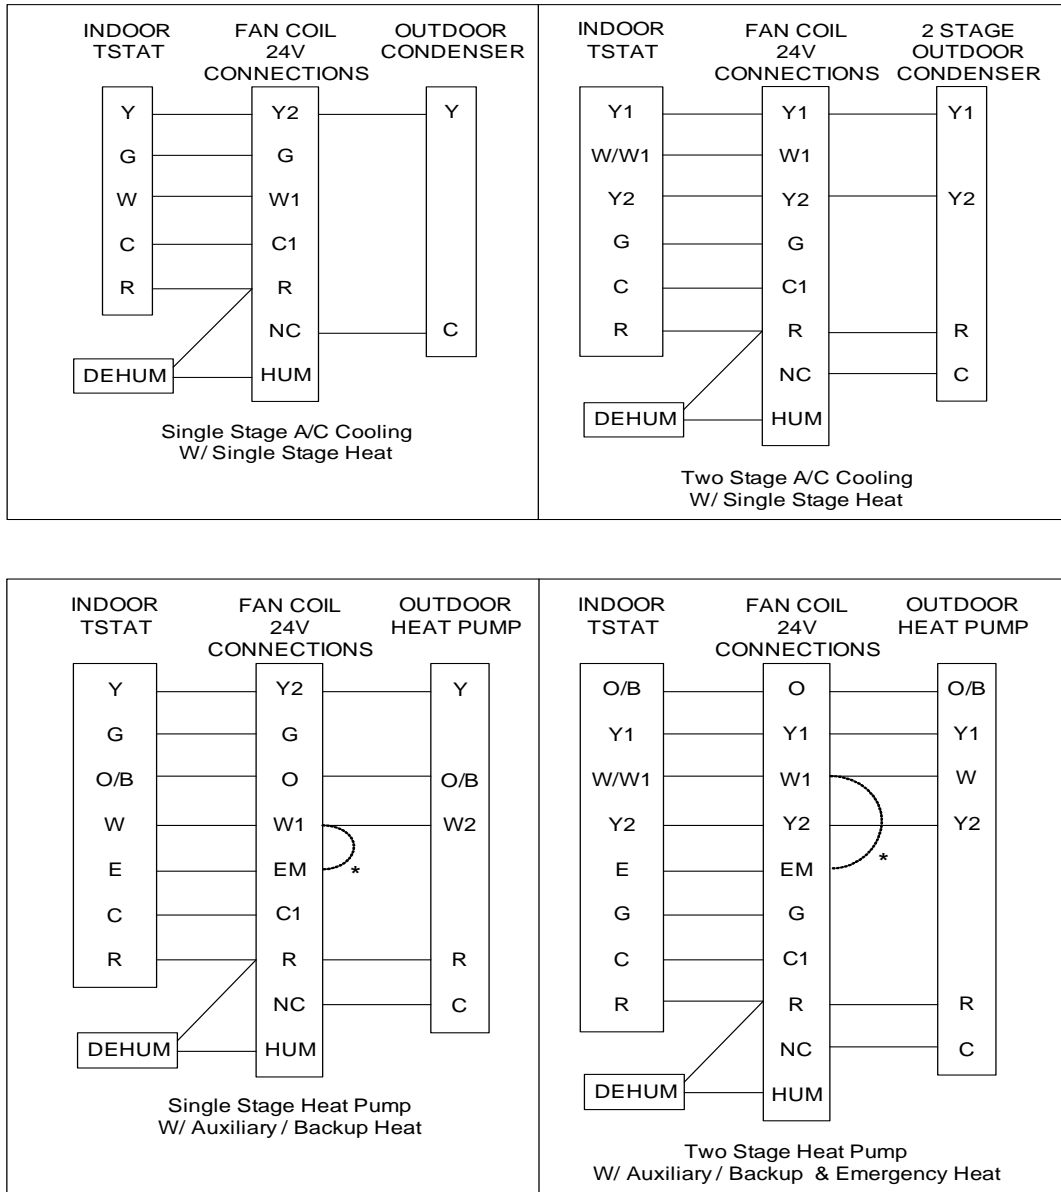 INDOOR
TSTAT
FAN COIL
24V
CONNECTIONS
OUTDOOR
CONDENSER
Y
G
W
C
R
DEHUM
Y2
G
W1
C1
R
NC
HUM
Y
C
Single Stage A/C Cooling
W/ Single Stage Heat
INDOOR
TSTAT
FAN COIL
24V
CONNECTIONS
2 STAGE
OUTDOOR
CONDENSER
Y1
W/W1
Y2
G
C
R
DEHUM
Y1
W1
Y2
G
C1
R
NC
HUM
Y1
Y2
R
C
Two Stage A/C Cooling
W/ Single Stage Heat
INDOOR
TSTAT
FAN COIL
24V
CONNECTIONS
OUTDOOR
HEAT PUMP
Y
G
O/B
W
E
C
R
DEHUM
Y2
G
O
W1
EM
C1
R
NC
HUM
*
Y
O/B
W2
R
C
Single Stage Heat Pump
W/ Auxiliary / Backup Heat
INDOOR
TSTAT
FAN COIL
24V
CONNECTIONS
OUTDOOR
HEAT PUMP
O/B
Y1
W/W1
Y2
E
G
C
R
DEHUM
O
Y1
W1
Y2
EM
G
C1
R
NC
HUM
*
O/B
Y1
W
Y2
R
C
Two Stage Heat Pump
W/ Auxiliary / Backup & Emergency Heat